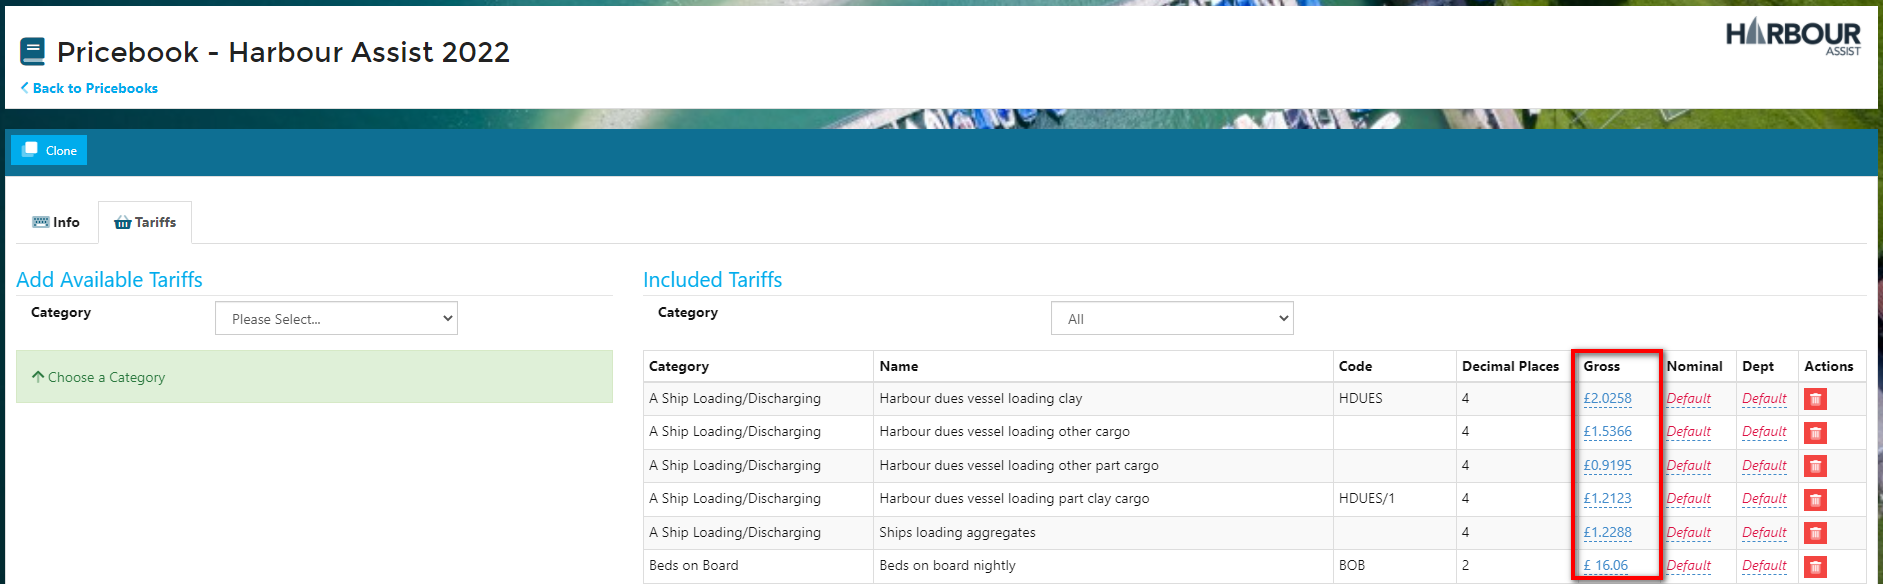 HARBOUR
ASSIST
Pricebook - Harbour Assist 2022
Back to Pricebooks
Clone
Info
Tariffs
Add Available Tariffs
Category
Please Select...
Choose a Category
Included Tariffs
Category
All
Category Name Code Decimal Places Gross Nominal Dept Actions
A Ship Loading/Discharging Harbour dues vessel loading clay HDUES 4 £2.0258 Default Default
A Ship Loading/Discharging Harbour dues vessel loading other cargo 4 £1.5366 Default Default
A Ship Loading/Discharging Harbour dues vessel loading other part cargo 4 £0.9195 Default Default
A Ship Loading/Discharging Harbour dues vessel loading part clay cargo HDUES/1 4 £1.2123 Default Default
A Ship Loading/Discharging Ships loading aggregates 4 £1.2288 Default Default
Beds on Board Beds on board nightly BOB 2 £ 16.06 Default Default